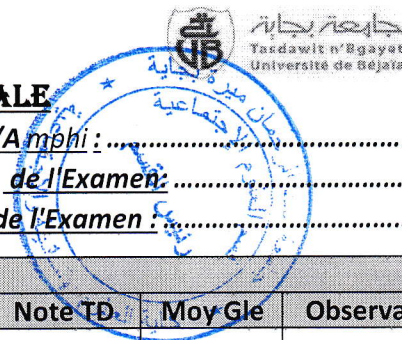 جامعة بجاية
Tasdawit n'Bgayet
Université de Béjaïa
ALE
/Amphi : ..................................
de l'Examen: ..................................
de l'Examen : ..................................
Note TD Moy Gle Observa